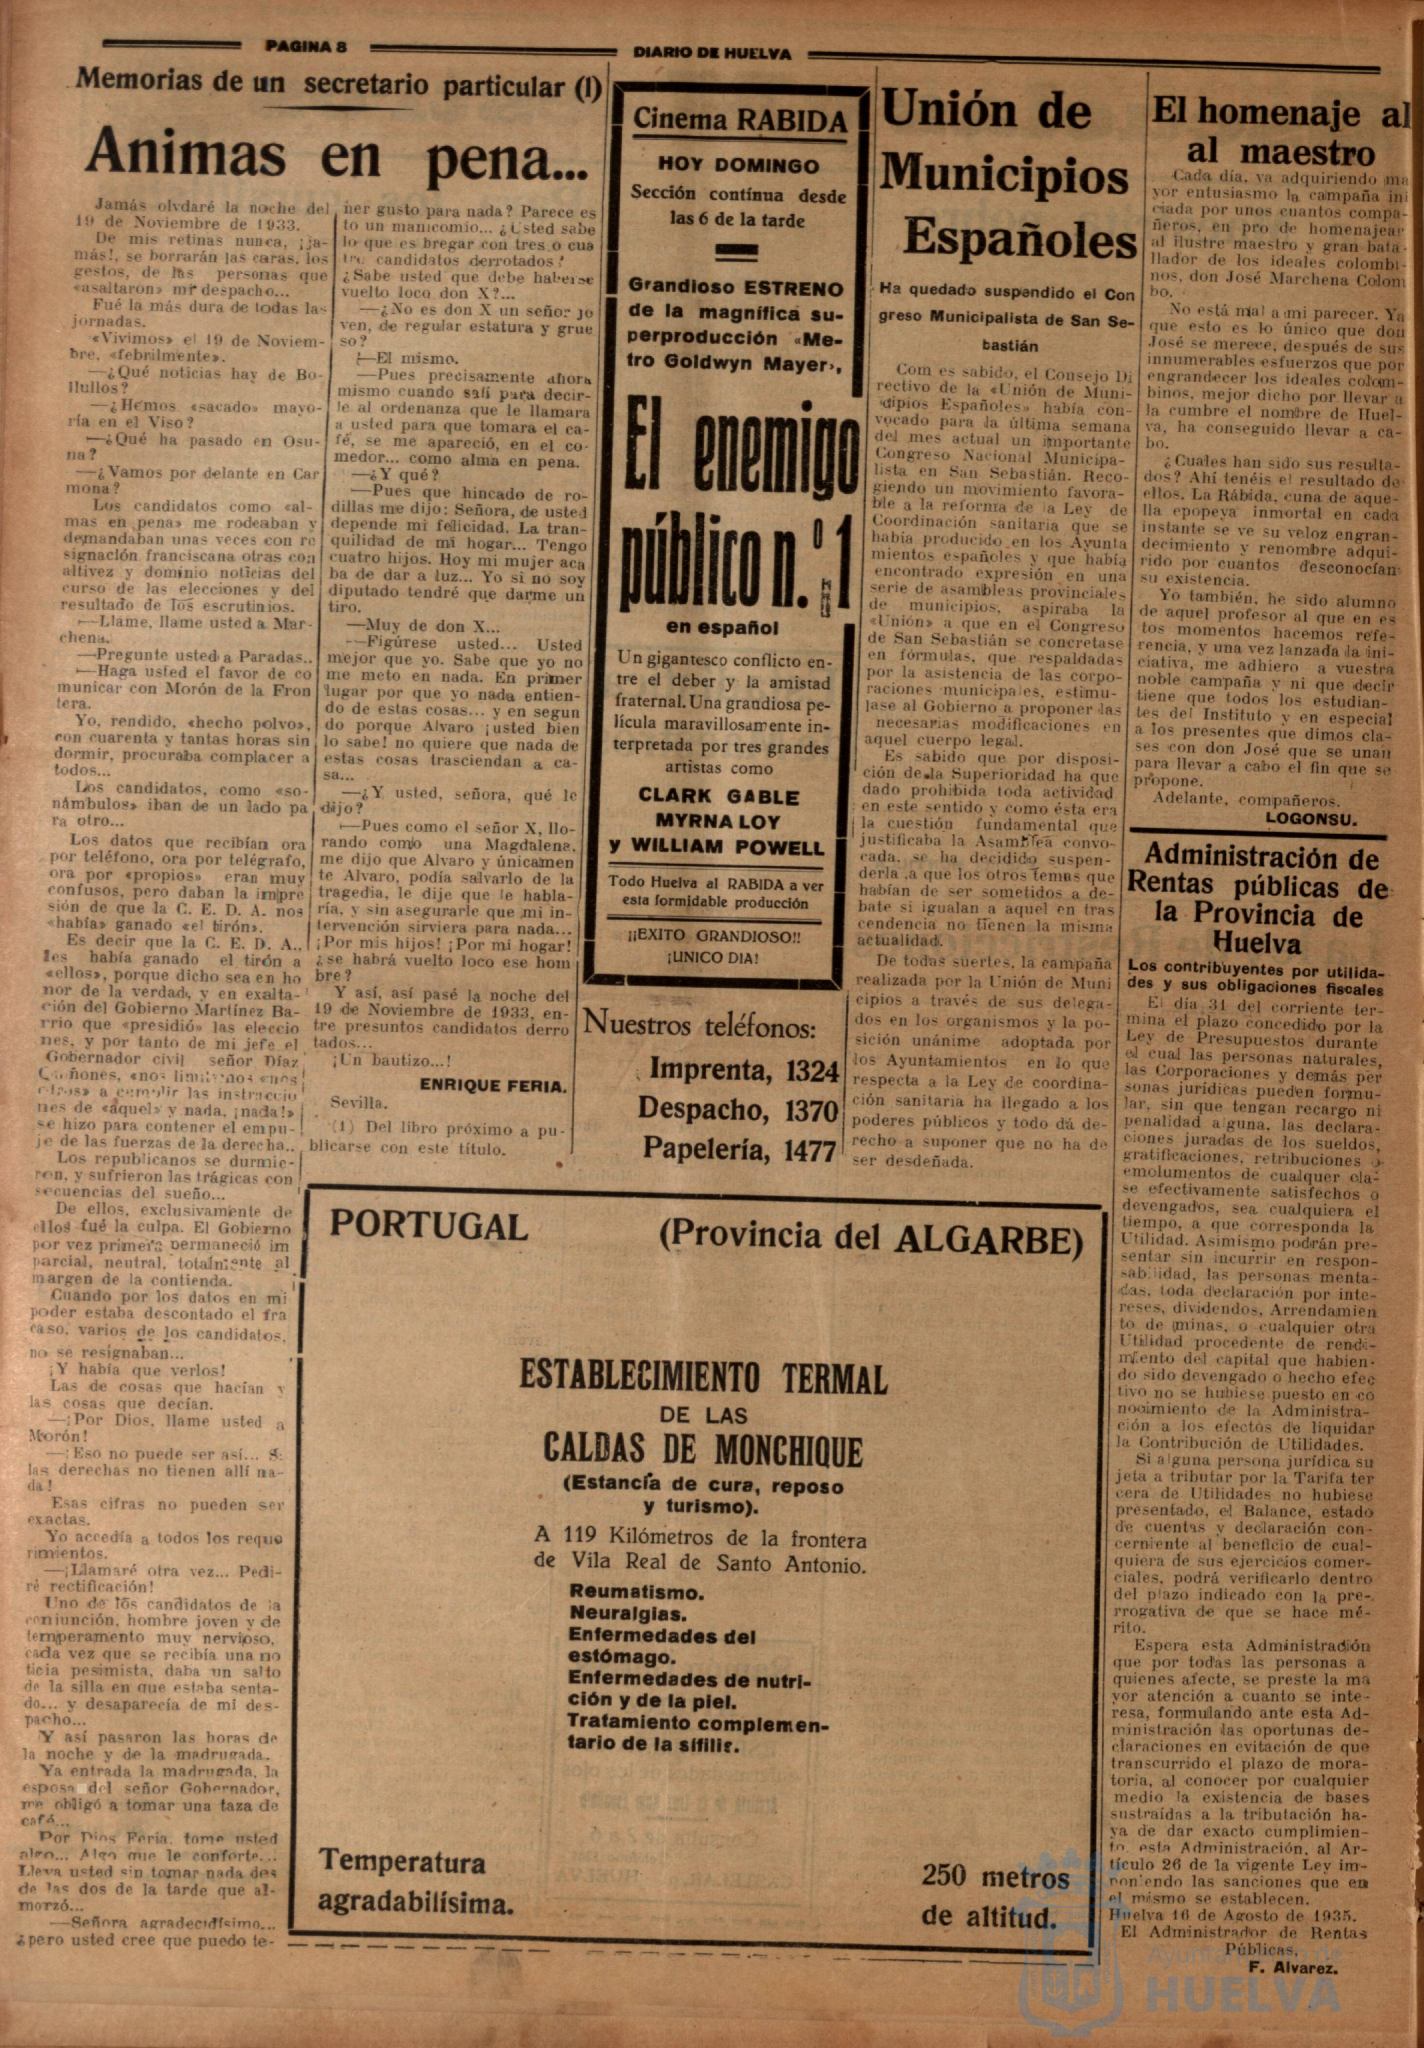 PAGINA 8
DIARIO DE HUELVA
Memorias de un secretario particular (I)
Animas en pena...
Jamás olvdaré la noche del
19 de Noviembre de 1933.
De mis retinas nunca, ¡ja-
más!, se borrarán las caras, los
gestos, de las personas que
«asaltaron» mi despacho...
Fué la más dura de todas las
jornadas.
«Vivimos» el 19 de Noviem-
bre, «febrilmente».
—¿Qué noticias hay de Bo-
llullos?
—¿Hemos «sacado» mayo-
ría en el Viso?
—¿Qué ha pasado en Osu-
na?
—¿Vamos por delante en Car
mona?
Los candidatos como «al-
mas en pena» me rodeaban y
demandaban unas veces con re
signación franciscana otras con
altivez y dominio noticias del
curso de las elecciones y del
resultado de los escrutinios.
—Llame, llame usted a Mar-
chena.
—Pregunte usted a Paradas..
—Haga usted el favor de co
municar con Morón de la Fron
tera.
Yo, rendido, «hecho polvo»,
con cuarenta y tantas horas sin
dormir, procuraba complacer a
todos...
Los candidatos, como «so-
námbulos» iban de un lado pa
ra otro...
Los datos que recibían ora
por teléfono, ora por telégrafo,
ora por «propios» eran muy
confusos, pero daban la impre
sión de que la C. E. D. A. nos
«había» ganado «el tirón».
Es decir que la C. E. D. A.,
les había ganado el tirón a
«ellos», porque dicho sea en ho
nor de la verdad, y en exalta-
ción del Gobierno Martínez Ba-
rrio que «presidió» las eleccio
nes, y por tanto de mi jefe el
Gobernador civil señor Díaz
Quiñones, «nos limitamos «nos
otros» a cumplir las instruccio
nes de «aquel» y nada, ¡nada!»
se hizo para contener el empu-
je de las fuerzas de la derecha..
Los republicanos se durmie-
ron, y sufrieron las trágicas con
secuencias del sueño...
De ellos, exclusivamente de
ellos fué la culpa. El Gobierno
por vez primera permaneció im
parcial, neutral, totalmente al
margen de la contienda.
Cuando por los datos en mi
poder estaba descontado el fra
caso, varios de los candidatos,
no se resignaban...
¡Y había que verlos!
Las de cosas que hacían y
las cosas que decían.
—¡Por Dios, llame usted a
Morón!
—¡Eso no puede ser así... Si
las derechas no tienen allí na-
da!
Esas cifras no pueden ser
exactas.
Yo accedía a todos los reque
rimientos.
—¡Llamaré otra vez... Pedi-
ré rectificación!
Uno de los candidatos de la
conjunción, hombre joven y de
temperamento muy nervioso,
cada vez que se recibía una no
ticia pesimista, daba un salto
de la silla en que estaba senta-
do... y desaparecía de mi des-
pacho...
Y así pasaron las horas de
la noche y de la madrugada.
Ya entrada la madrugada, la
esposa del señor Gobernador,
me obligó a tomar una taza de
café...
Por Dios Feria, tome usted
algo... Algo que le conforte...
Lleva usted sin tomar nada des
de las dos de la tarde que al-
morzó...
—Señora agradecidísimo...
¿pero usted cree que puedo te-
ner gusto para nada? Parece es
to un manicomio... ¿Usted sabe
lo que es bregar con tres o cua
tro candidatos derrotados?
¿Sabe usted que debe haberse
vuelto loco don X?...
—¿No es don X un señor jo
ven, de regular estatura y grue
so?
—El mismo.
—Pues precisamente ahora
mismo cuando salí para decir-
le al ordenanza que le llamara
a usted para que tomara el ca-
fé, se me apareció, en el co-
medor... como alma en pena.
—¿Y qué?
—Pues que hincado de ro-
dillas me dijo: Señora, de usted
depende mi felicidad. La tran-
quilidad de mi hogar... Tengo
cuatro hijos. Hoy mi mujer aca
ba de dar a luz... Yo si no soy
diputado tendré que darme un
tiro.
—Muy de don X...
—Figúrese usted... Usted
mejor que yo. Sabe que yo no
me meto en nada. En primer
lugar por que yo nada entien-
do de estas cosas... y en segun
do porque Alvaro ¡usted bien
lo sabe! no quiere que nada de
estas cosas trasciendan a ca-
sa...
—¿Y usted, señora, qué le
dijo?
—Pues como el señor X, llo-
rando como una Magdalena,
me dijo que Alvaro y únicamen
te Alvaro, podía salvarlo de la
tragedia, le dije que le habla-
ría, y sin asegurarle que mi in-
tervención sirviera para nada...
¡Por mis hijos! ¡Por mi hogar!
¿se habrá vuelto loco ese hom
bre?
Y así, así pasé la noche del
19 de Noviembre de 1933, en-
tre presuntos candidatos derro
tados...
¡Un bautizo...!
ENRIQUE FERIA.
Sevilla.
(1) Del libro próximo a pu-
blicarse con este título.
Cinema RABIDA
HOY DOMINGO
Sección contínua desde
las 6 de la tarde
Grandioso ESTRENO
de la magnífica su-
perproducción «Me-
tro Goldwyn Mayer»,
El enemigo
público n.º 1
en español
Un gigantesco conflicto en-
tre el deber y la amistad
fraternal. Una grandiosa pe-
lícula maravillosamente in-
terpretada por tres grandes
artistas como
CLARK GABLE
MYRNA LOY
y WILLIAM POWELL
Todo Huelva al RABIDA a ver
esta formidable producción
¡¡EXITO GRANDIOSO!!
¡UNICO DIA!
Nuestros teléfonos:
Imprenta, 1324
Despacho, 1370
Papelería, 1477
Unión de
Municipios
Españoles
Ha quedado suspendido el Con
greso Municipalista de San Se-
bastián
Com es sabido, el Consejo Di
rectivo de la «Unión de Muni-
cipios Españoles» había con-
vocado para la última semana
del mes actual un importante
Congreso Nacional Municipa-
lista en San Sebastián. Reco-
giendo un movimiento favora-
ble a la reforma de la Ley de
Coordinación sanitaria que se
había producido en los Ayunta
mientos españoles y que había
encontrado expresión en una
serie de asambleas provinciales
de municipios, aspiraba la
«Unión» a que en el Congreso
de San Sebastián se concretase
en fórmulas, que respaldadas
por la asistencia de las corpo-
raciones municipales, estimu-
lase al Gobierno a proponer las
necesarias modificaciones en
aquel cuerpo legal.
Es sabido que por disposi-
ción de la Superioridad ha que
dado prohibida toda actividad
en este sentido y como ésta era
la cuestión fundamental que
justificaba la Asamblea convo-
cada, se ha decidido suspen-
derla ,a que los otros temas que
habían de ser sometidos a de-
bate si igualan a aquel en tras
cendencia no tienen la misma
actualidad.
De todas suertes, la campaña
realizada por la Unión de Muni
cipios a través de sus delega-
dos en los organismos y la po-
sición unánime adoptada por
los Ayuntamientos en lo que
respecta a la Ley de coordina-
ción sanitaria ha llegado a los
poderes públicos y todo dá de-
recho a suponer que no ha de
ser desdeñada.
El homenaje al
al maestro
Cada día, va adquiriendo ma
yor entusiasmo la campaña ini
ciada por unos cuantos compa-
ñeros, en pro de homenajear
al ilustre maestro y gran bata-
llador de los ideales colombi-
nos, don José Marchena Colom
bo.
No está mal a mi parecer. Ya
que esto es lo único que don
José se merece, después de sus
innumerables esfuerzos que por
engrandecer los ideales colom-
binos, mejor dicho por llevar a
la cumbre el nombre de Huel-
va, ha conseguido llevar a ca-
bo.
¿Cuales han sido sus resulta-
dos? Ahí tenéis el resultado de
ellos. La Rábida, cuna de aque-
lla epopeya inmortal en cada
instante se ve su veloz engran-
decimiento y renombre adqui-
rido por cuantos desconocían
su existencia.
Yo también, he sido alumno
de aquel profesor al que en es
tos momentos hacemos refe-
rencia, y una vez lanzada la ini-
ciativa, me adhiero a vuestra
noble campaña y ni que decir
tiene que todos los estudian-
tes del Instituto y en especial
a los presentes que dimos cla-
ses con don José que se unan
para llevar a cabo el fin que se
propone.
Adelante, compañeros.
LOGONSU.
Administración de
Rentas públicas de
la Provincia de
Huelva
Los contribuyentes por utilida-
des y sus obligaciones fiscales
El día 31 del corriente ter-
mina el plazo concedido por la
Ley de Presupuestos durante
el cual las personas naturales,
las Corporaciones y demás per
sonas jurídicas pueden formu-
lar, sin que tengan recargo ni
penalidad alguna, las declara-
ciones juradas de los sueldos,
gratificaciones, retribuciones o
emolumentos de cualquer cla-
se efectivamente satisfechos o
devengados, sea cualquiera el
tiempo, a que corresponda la
Utilidad. Asimismo podrán pre-
sentar sin incurrir en respon-
sabilidad, las personas menta-
das, toda declaración por inte-
reses, dividendos, Arrendamien
to de minas, o cualquier otra
Utilidad procedente de rendi-
miento del capital que habien-
do sido devengado o hecho efec
tivo no se hubiese puesto en co
nocimiento de la Administra-
ción a los efectos de liquidar
la Contribución de Utilidades.
Si alguna persona jurídica su
jeta a tributar por la Tarifa ter
cera de Utilidades no hubiese
presentado, el Balance, estado
de cuentas y declaración con-
cerniente al beneficio de cual-
quiera de sus ejercicios comer-
ciales, podrá verificarlo dentro
del plazo indicado con la pre-
rrogativa de que se hace mé-
rito.
Espera esta Administración
que por todas las personas a
quienes afecte, se preste la ma
yor atención a cuanto se inte-
resa, formulando ante esta Ad-
ministración las oportunas de-
claraciones en evitación de que
transcurrido el plazo de mora-
toria, al conocer por cualquier
medio la existencia de bases
sustraídas a la tributación ha-
ya de dar exacto cumplimien-
to, esta Administración, al Ar-
tículo 26 de la vigente Ley im-
poniendo las sanciones que en
el mismo se establecen.
Huelva 16 de Agosto de 1935.
El Administrador de Rentas
Públicas,
F. Alvarez.
PORTUGAL (Provincia del ALGARBE)
ESTABLECIMIENTO TERMAL
DE LAS
CALDAS DE MONCHIQUE
(Estancía de cura, reposo
y turismo).
A 119 Kilómetros de la frontera
de Vila Real de Santo Antonio.
Reumatismo.
Neuralgias.
Enfermedades del
estómago.
Enfermedades de nutri-
ción y de la piel.
Tratamiento complemen-
tario de la sífilis.
Temperatura
agradabilísima.
250 metros
de altitud.
Ayuntamiento de
HUELVA